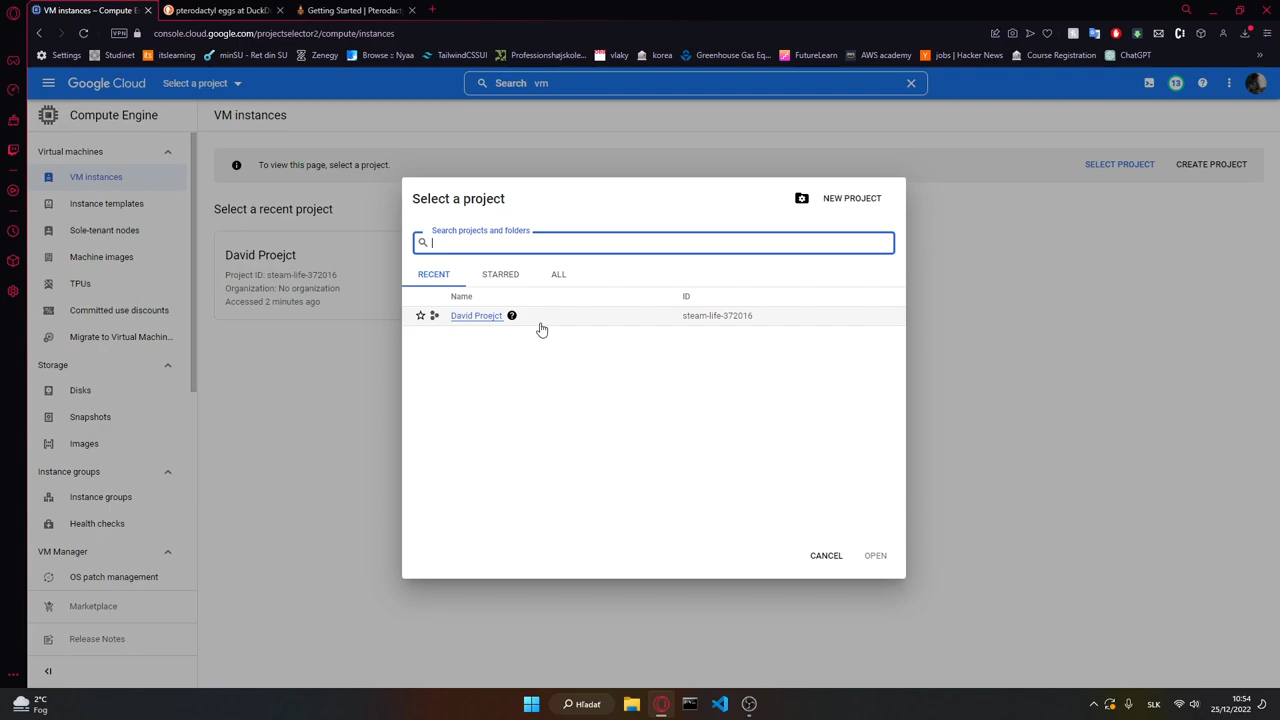 VM instances - Compute E
pterodactyl eggs at DuckD
Getting Started | Pterodact
VPN
console.cloud.google.com/projectselector2/compute/instances
Settings
Studinet
itslearning
minSU - Ret din SU
Zenegy
Browse :: Nyaa
TailwindCSSUI
Professionshøjskole...
vlaky
korea
Greenhouse Gas Eq...
FutureLearn
AWS academy
jobs | Hacker News
Course Registration
ChatGPT
Google Cloud
Select a project
Search vm
13
Compute Engine
VM instances
Virtual machines
VM instances
Instance templates
Sole-tenant nodes
Machine images
TPUs
Committed use discounts
Migrate to Virtual Machin...
Storage
Disks
Snapshots
Images
Instance groups
Instance groups
Health checks
VM Manager
OS patch management
Marketplace
Release Notes
To view this page, select a project.
SELECT PROJECT
CREATE PROJECT
Select a recent project
David Proejct
Project ID: steam-life-372016
Organization: No organization
Accessed 2 minutes ago
Select a project
NEW PROJECT
Search projects and folders
RECENT
STARRED
ALL
Name
ID
David Proejct
steam-life-372016
CANCEL
OPEN
2°C
Fog
Hľadať
SLK
10:54
25/12/2022